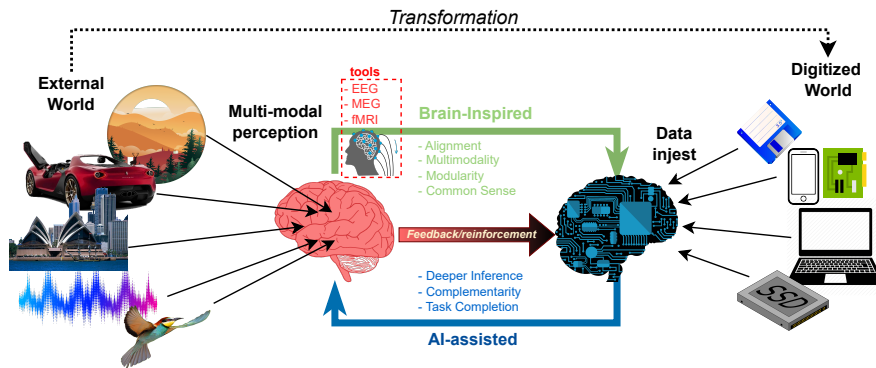 Transformation
External
World
Multi-modal
perception
tools
- EEG
- MEG
- fMRI
Brain-Inspired
- Alignment
- Multimodality
- Modularity
- Common Sense
Data
injest
Digitized
World
Feedback/reinforcement
- Deeper Inference
- Complementarity
- Task Completion
AI-assisted
SSD